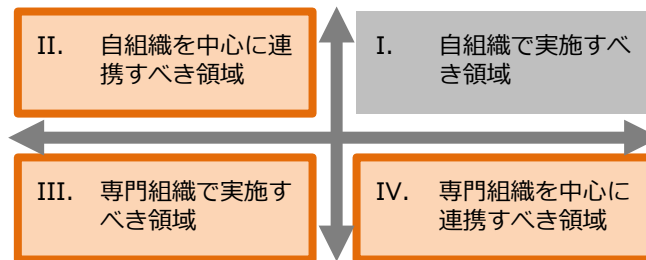 II. 自組織を中心に連
携すべき領域
I. 自組織で実施すべ
き領域
III. 専門組織で実施す
べき領域
IV. 専門組織を中心に
連携すべき領域